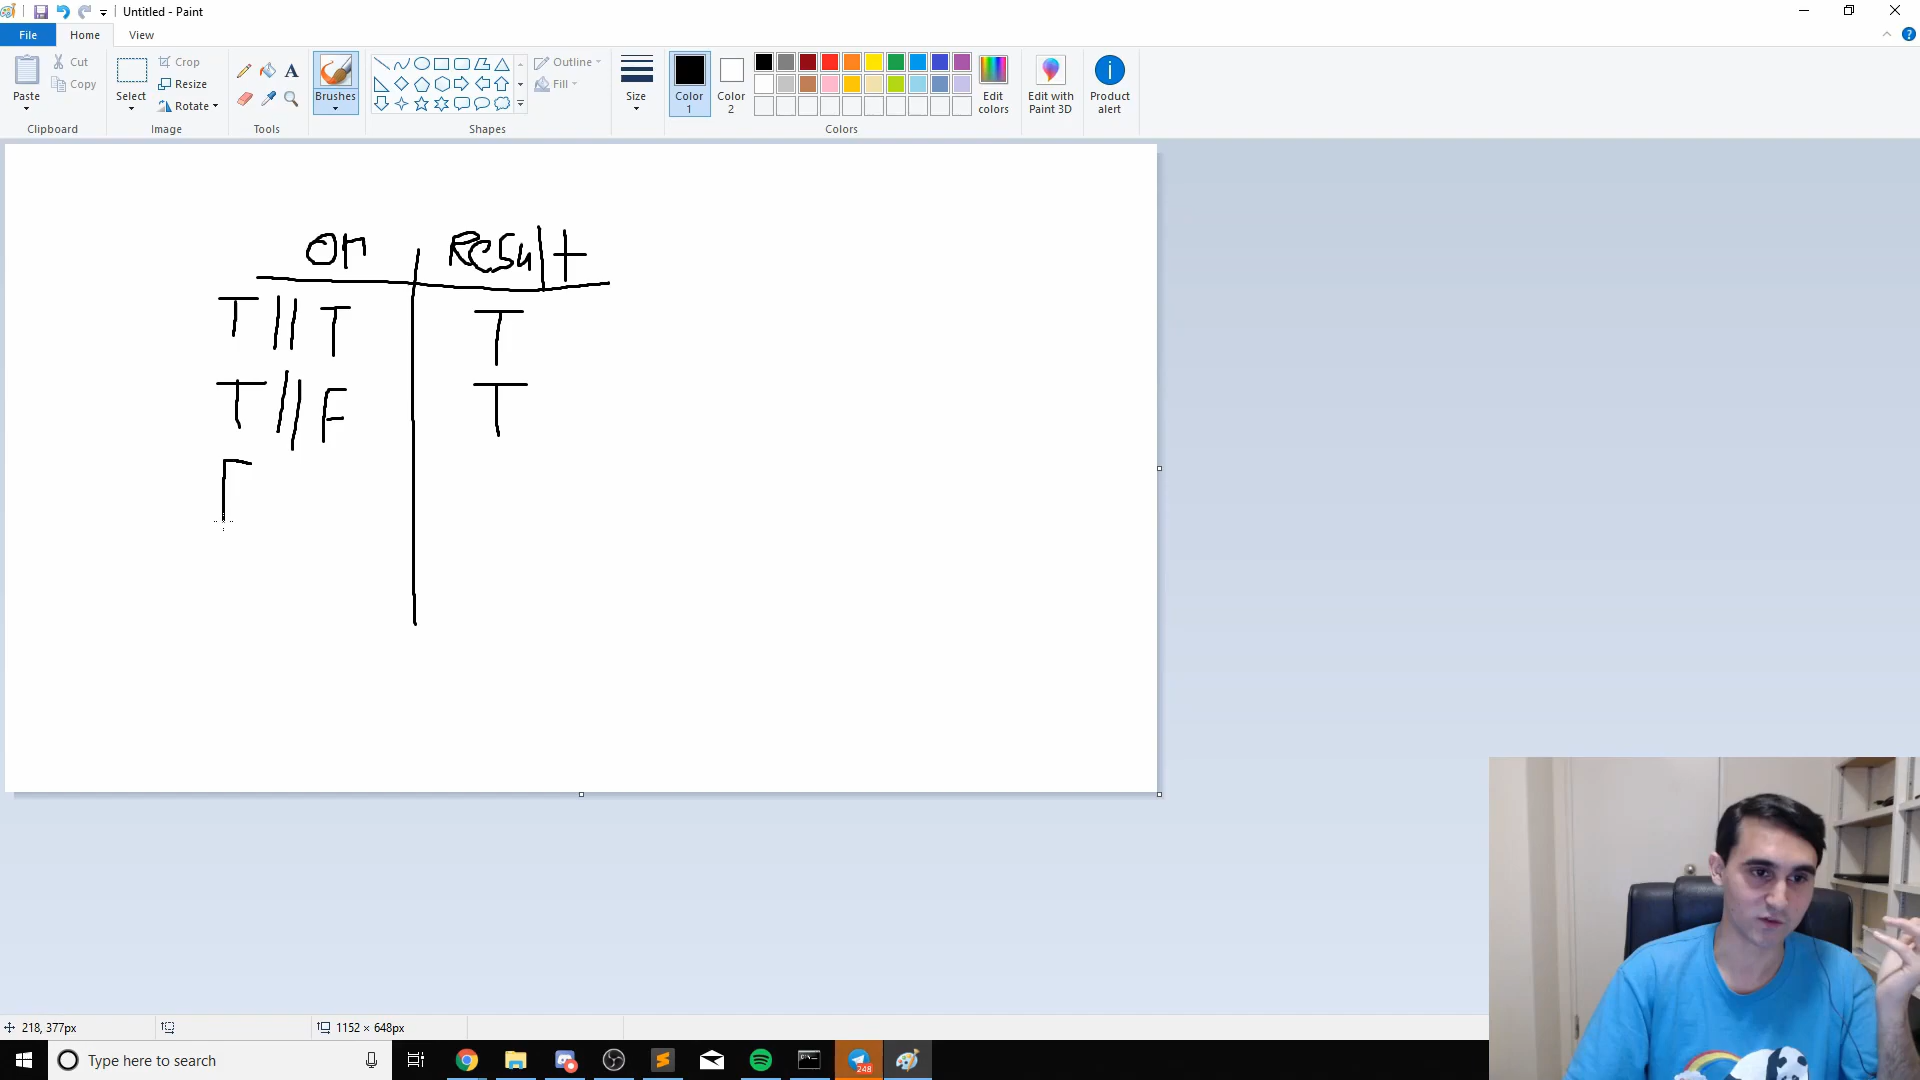 Untitled - Paint
File Home View
Paste
Cut
Copy
Clipboard
Select
Crop
Resize
Rotate
Image
Tools
Brushes
Shapes
Outline
Fill
Size
Color 1
Color 2
Colors
Edit colors
Edit with Paint 3D
Product alert
Or Result
T || T T
T || F T
218, 377px
1152 × 648px
Type here to search
248